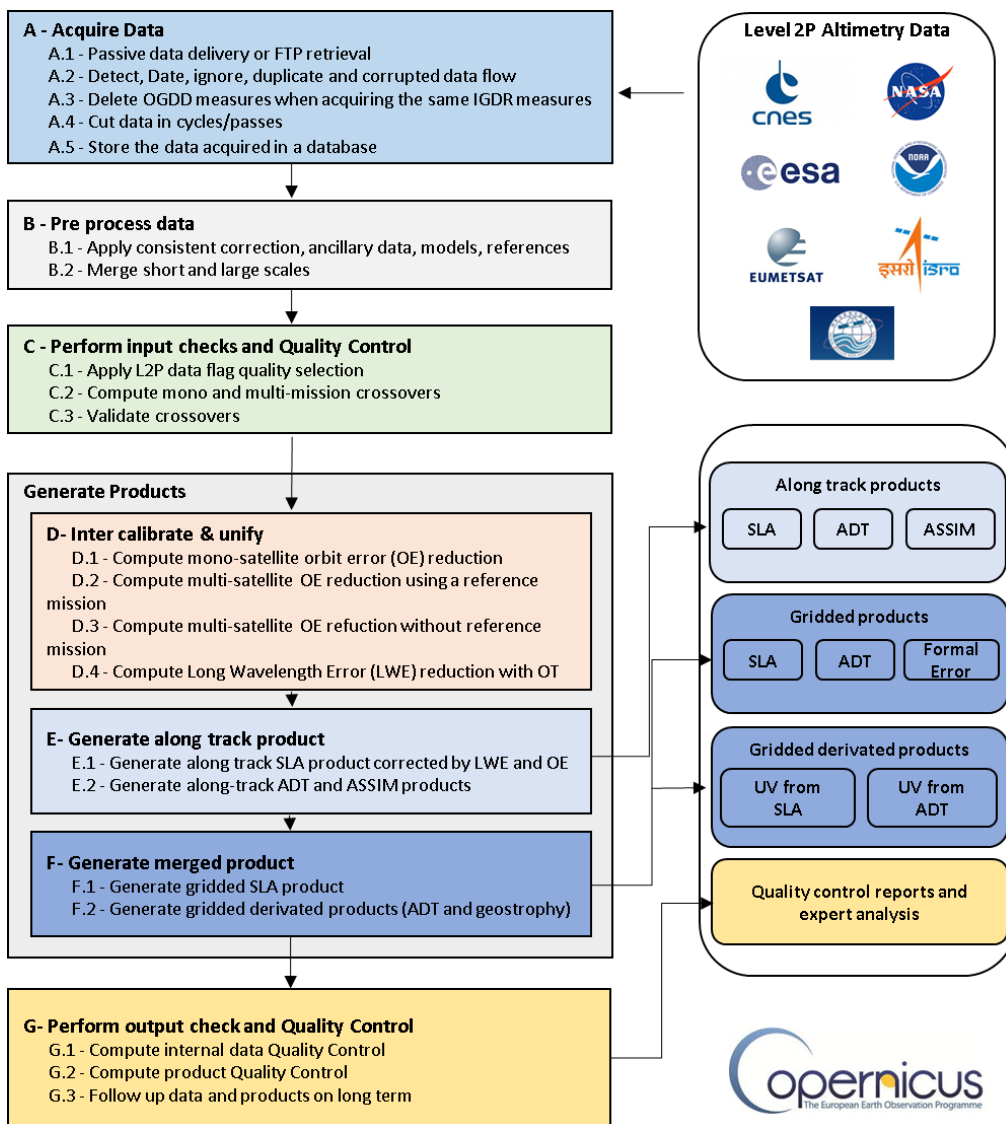 A - Acquire Data
A.1 - Passive data delivery or FTP retrieval
A.2 - Detect, Date, ignore, duplicate and corrupted data flow
A.3 - Delete OGDD measures when acquiring the same IGDR measures
A.4 - Cut data in cycles/passes
A.5 - Store the data acquired in a database
B - Pre process data
B.1 - Apply consistent correction, ancillary data, models, references
B.2 - Merge short and large scales
C - Perform input checks and Quality Control
C.1 - Apply L2P data flag quality selection
C.2 - Compute mono and multi-mission crossovers
C.3 - Validate crossovers
Generate Products
D- Inter calibrate & unify
D.1 - Compute mono-satellite orbit error (OE) reduction
D.2 - Compute multi-satellite OE reduction using a reference
mission
D.3 - Compute multi-satellite OE refuction without reference
mission
D.4 - Compute Long Wavelength Error (LWE) reduction with OT
E- Generate along track product
E.1 - Generate along track SLA product corrected by LWE and OE
E.2 - Generate along-track ADT and ASSIM products
F- Generate merged product
F.1 - Generate gridded SLA product
F.2 - Generate gridded derivated products (ADT and geostrophy)
G- Perform output check and Quality Control
G.1 - Compute internal data Quality Control
G.2 - Compute product Quality Control
G.3 - Follow up data and products on long term
Level 2P Altimetry Data
cnes
NASA
esa
NOAA
EUMETSAT
इसरो isro
Along track products
SLA
ADT
ASSIM
Gridded products
SLA
ADT
Formal
Error
Gridded derivated products
UV from
SLA
UV from
ADT
Quality control reports and
expert analysis
opernicus
The European Earth Observation Programme